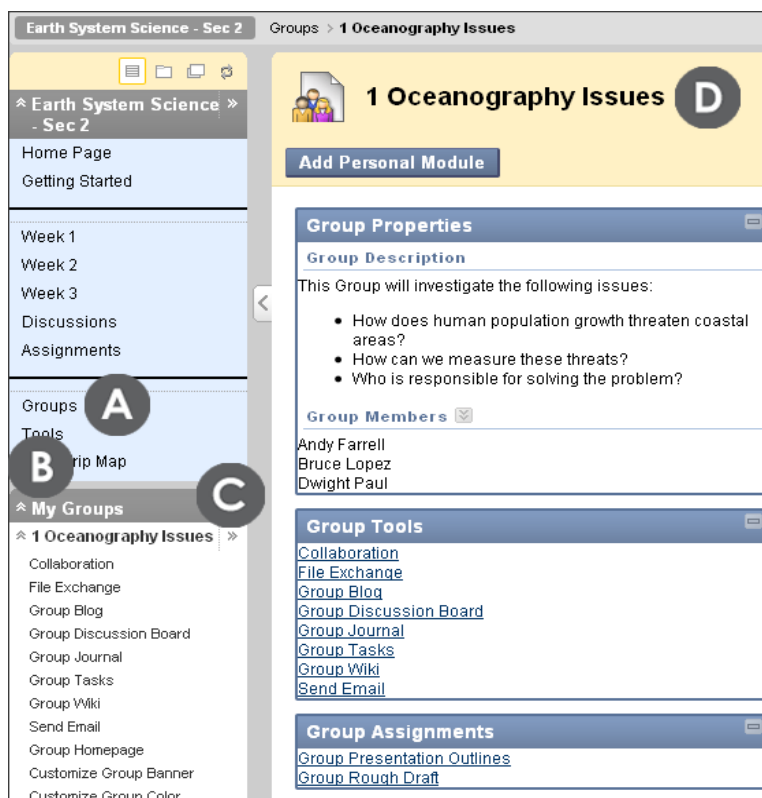 Earth System Science - Sec 2
Groups > 1 Oceanography Issues
Earth System Science
- Sec 2
Home Page
Getting Started
Week 1
Week 2
Week 3
Discussions
Assignments
Groups A
Tools
B rip Map
C
My Groups
1 Oceanography Issues
Collaboration
File Exchange
Group Blog
Group Discussion Board
Group Journal
Group Tasks
Group Wiki
Send Email
Group Homepage
Customize Group Banner
Customize Group Color
1 Oceanography Issues D
Add Personal Module
Group Properties
Group Description
This Group will investigate the following issues:
• How does human population growth threaten coastal
areas?
• How can we measure these threats?
• Who is responsible for solving the problem?
Group Members
Andy Farrell
Bruce Lopez
Dwight Paul
Group Tools
Collaboration
File Exchange
Group Blog
Group Discussion Board
Group Journal
Group Tasks
Group Wiki
Send Email
Group Assignments
Group Presentation Outlines
Group Rough Draft